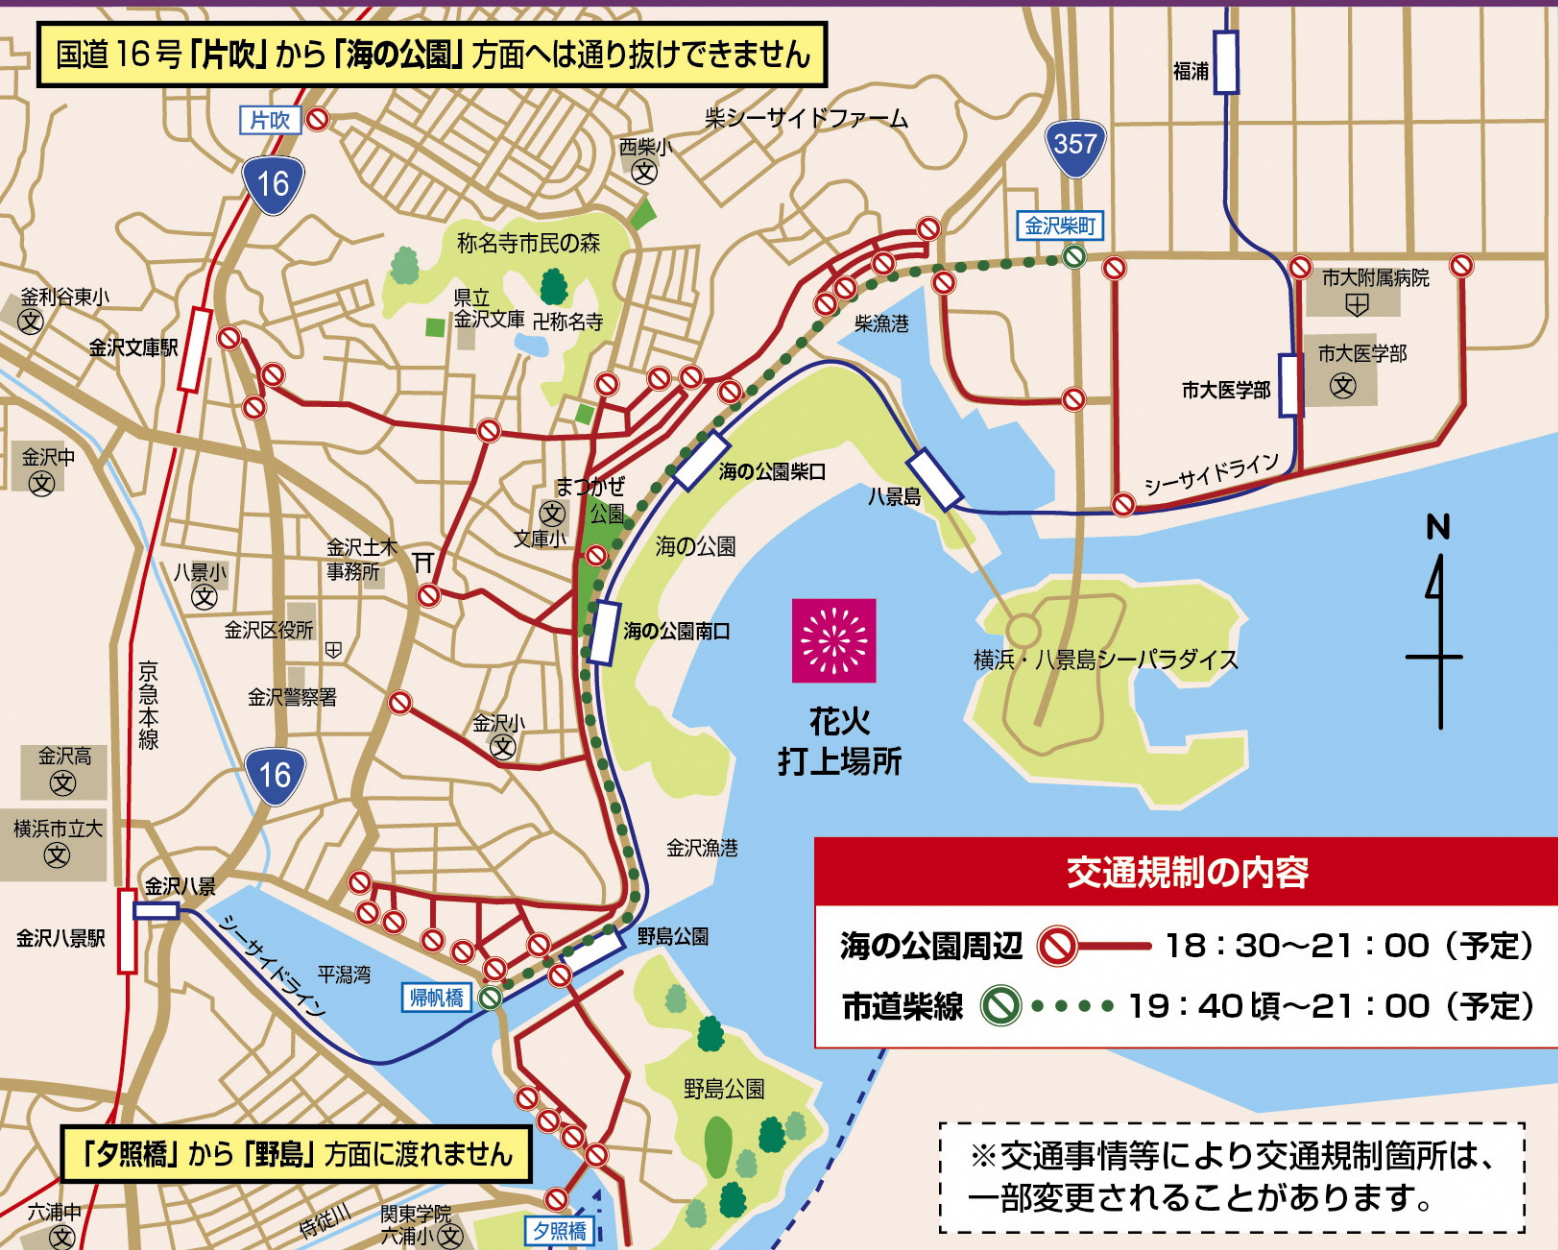 国道16号「片吹」から「海の公園」方面へは通り抜けできません
福浦
片吹
柴シーサイドファーム
西柴小
文
357
16
金沢柴町
称名寺市民の森
市大附属病院
釜利谷東小
文
県立
金沢文庫
卍称名寺
柴漁港
金沢文庫駅
市大医学部
文
市大医学部
金沢中
文
まつかぜ
公園
海の公園柴口
シーサイドライン
八景島
文
文庫小
海の公園
N
金沢土木
事務所
八景小
文
金沢区役所
海の公園南口
横浜・八景島シーパラダイス
京急本線
金沢警察署
金沢小
文
花火
打上場所
金沢高
文
16
横浜市立大
文
金沢漁港
交通規制の内容
海の公園周辺 18:30~21:00(予定)
市道柴線 19:40頃~21:00(予定)
金沢八景
金沢八景駅
シーサイドライン
野島公園
平潟湾
帰帆橋
野島公園
「夕照橋」から「野島」方面に渡れません
※交通事情等により交通規制箇所は、
一部変更されることがあります。
六浦中
文
侍従川
関東学院
六浦小
文
夕照橋